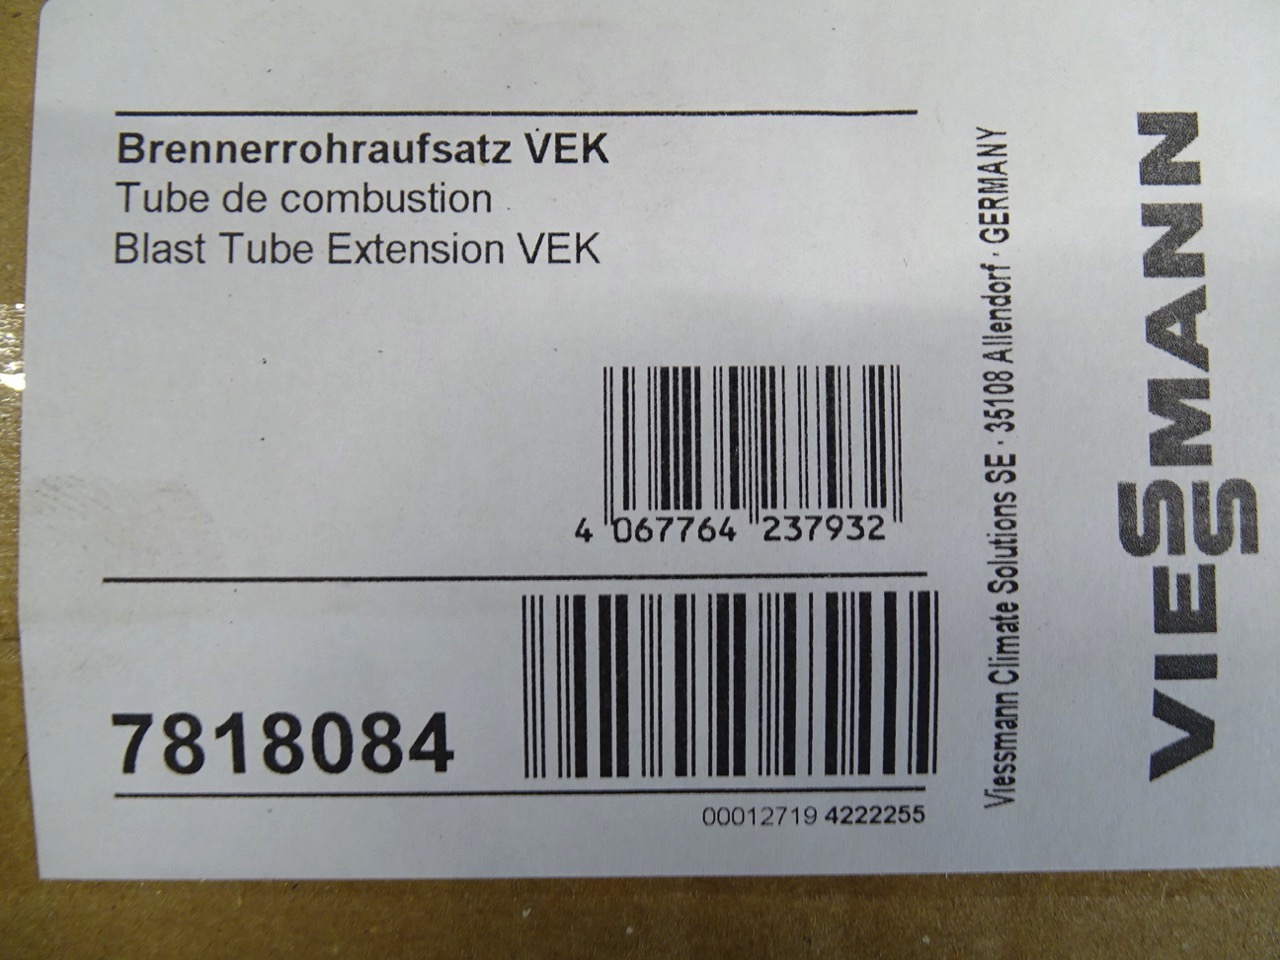 Brennerrohraufsatz VEK
Tube de combustion
Blast Tube Extension VEK
4 067764 237932
7818084
00012719 4222255
Viessmann Climate Solutions SE · 35108 Allendorf · GERMANY
VIESMANN